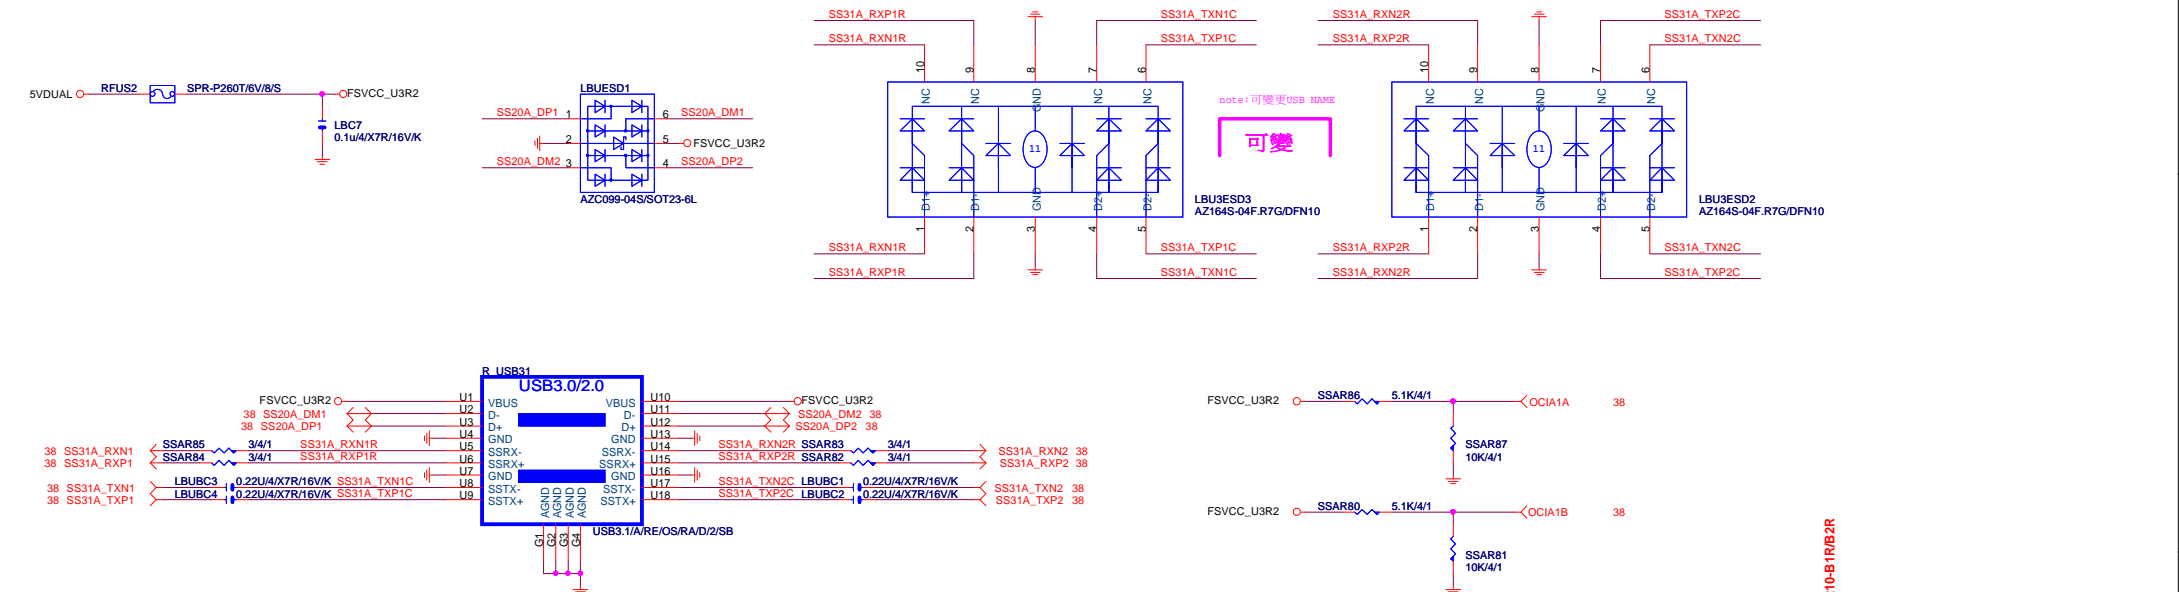 5VDUAL
RFUS2
SPR-P260T/6V/8/S
FSVCC_U3R2
LBC7
0.1u/4/X7R/16V/K
LBUESD1
SS20A_DP1
1
6
SS20A_DM1
2
5
FSVCC_U3R2
SS20A_DM2
3
4
SS20A_DP2
AZC099-04S/SOT23-6L
SS31A_RXP1R
SS31A_TXN1C
SS31A_RXN1R
SS31A_TXP1C
10
9
8
7
6
NC
NC
GND
NC
NC
11
D1+
D1-
GND
D2+
D2-
1
2
3
4
5
LBU3ESD3
AZ164S-04F.R7G/DFN10
SS31A_RXN1R
SS31A_TXP1C
SS31A_RXP1R
SS31A_TXN1C
note:可變更USB NAME
可變
SS31A_RXN2R
SS31A_TXP2C
SS31A_RXP2R
SS31A_TXN2C
10
9
8
7
6
NC
NC
GND
NC
NC
11
D1+
D1-
GND
D2+
D2-
1
2
3
4
5
LBU3ESD2
AZ164S-04F.R7G/DFN10
SS31A_RXP2R
SS31A_TXN2C
SS31A_RXN2R
SS31A_TXP2C
R_USB31
USB3.0/2.0
FSVCC_U3R2
U1
VBUS
VBUS
U10
FSVCC_U3R2
38 SS20A_DM1
U2
D-
D-
U11
SS20A_DM2 38
38 SS20A_DP1
U3
D+
D+
U12
SS20A_DP2 38
U4
GND
GND
U13
38 SS31A_RXN1
SSAR85
3/4/1
SS31A_RXN1R
U5
SSRX-
SSRX-
U14
SS31A_RXN2R
SSAR83
3/4/1
SS31A_RXN2 38
38 SS31A_RXP1
SSAR84
3/4/1
SS31A_RXP1R
U6
SSRX+
SSRX+
U15
SS31A_RXP2R
SSAR82
3/4/1
SS31A_RXP2 38
U7
GND
GND
U16
38 SS31A_TXN1
LBUBC3
0.22U/4/X7R/16V/K
SS31A_TXN1C
U8
SSTX-
SSTX-
U17
SS31A_TXN2C
LBUBC1
0.22U/4/X7R/16V/K
SS31A_TXN2 38
38 SS31A_TXP1
LBUBC4
0.22U/4/X7R/16V/K
SS31A_TXP1C
U9
SSTX+
SSTX+
U18
SS31A_TXP2C
LBUBC2
0.22U/4/X7R/16V/K
SS31A_TXP2 38
AGND
AGND
AGND
AGND
G1
G2
G3
G4
USB3.1/A/RE/OS/RA/D/2/SB
FSVCC_U3R2
SSAR86
5.1K/4/1
OCIA1A
38
SSAR87
10K/4/1
FSVCC_U3R2
SSAR80
5.1K/4/1
OCIA1B
38
SSAR81
10K/4/1
10-B1R/B2R